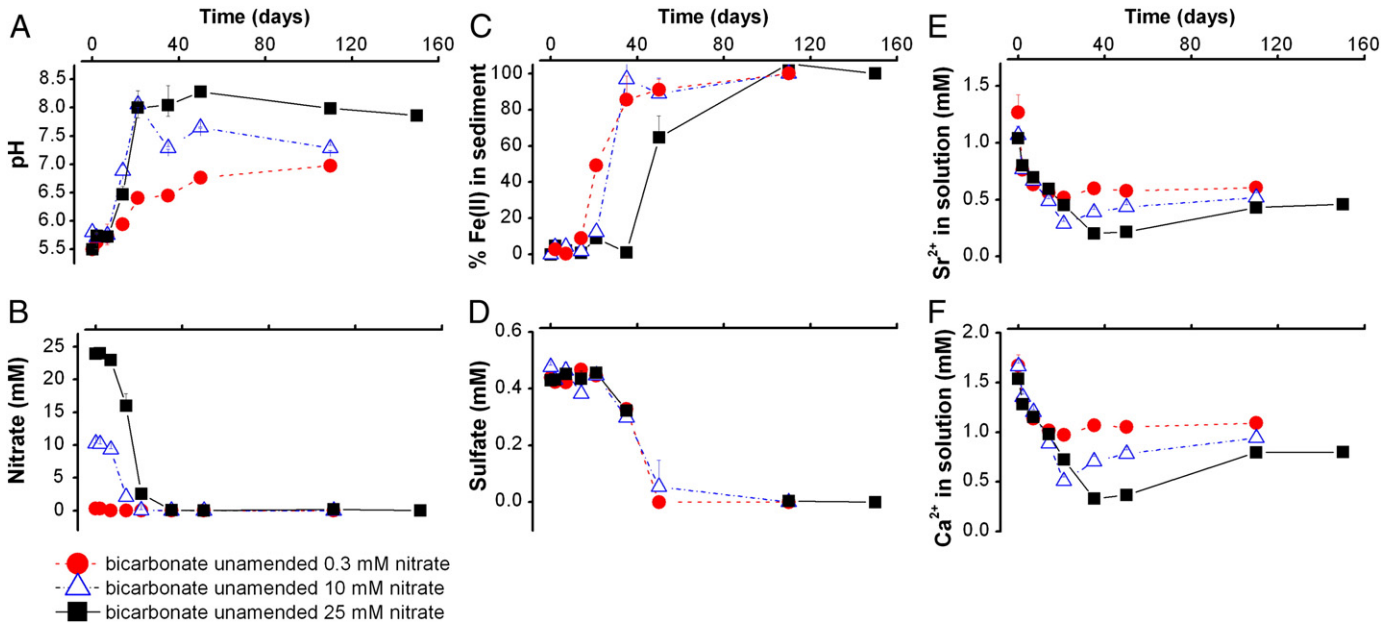 Time (days)
Time (days)
Time (days)
A
C
E
0
40
80
120
160
0
40
80
120
160
0
40
80
120
160
8.5
8.0
7.5
7.0
6.5
6.0
5.5
pH
100
80
60
40
20
0
% Fe(II) in sediment
1.5
1.0
0.5
0.0
Sr²⁺ in solution (mM)
B
D
F
25
20
15
10
5
0
Nitrate (mM)
0.6
0.4
0.2
0.0
Sulfate (mM)
2.0
1.5
1.0
0.5
0.0
Ca²⁺ in solution (mM)
bicarbonate unamended 0.3 mM nitrate
bicarbonate unamended 10 mM nitrate
bicarbonate unamended 25 mM nitrate